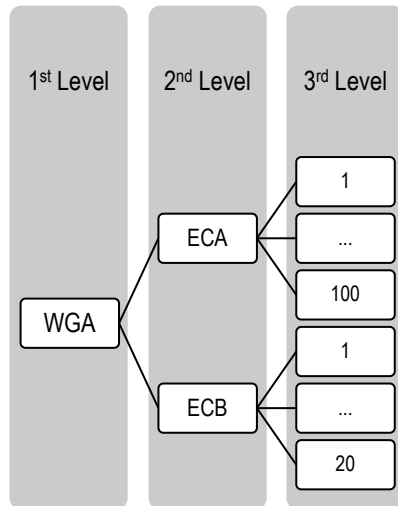 1st Level
2nd Level
3rd Level
1
ECA
...
100
WGA
1
ECB
...
20